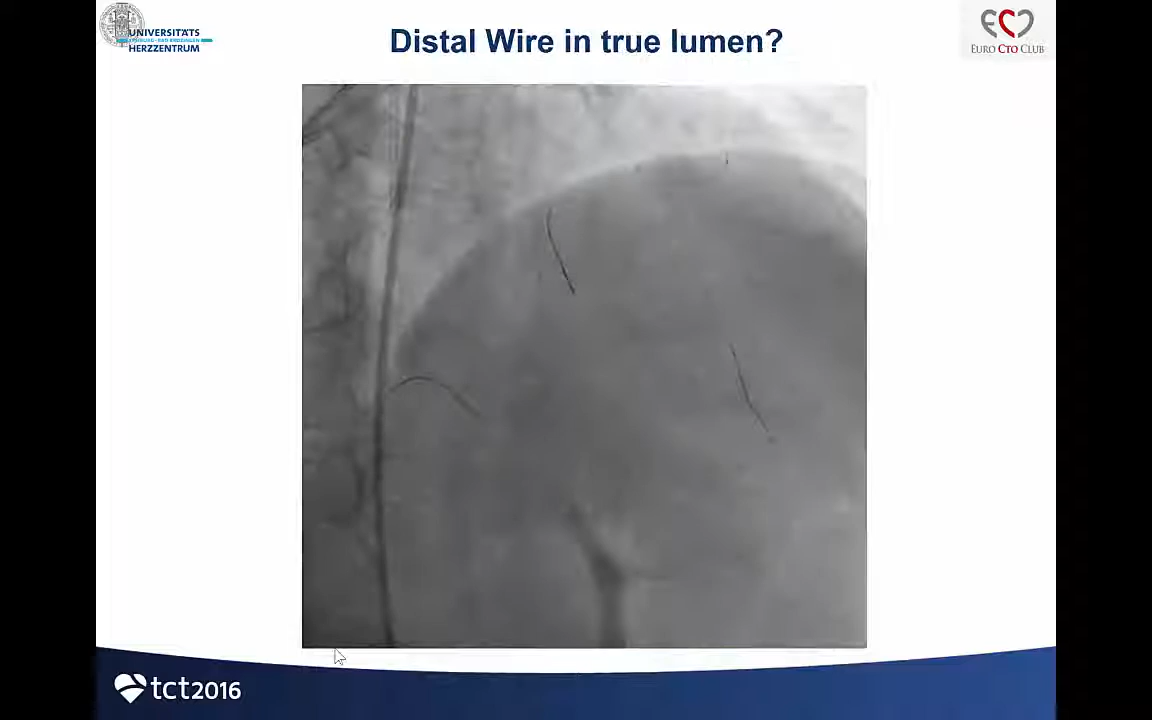 Distal Wire in true lumen?
UNIVERSITÄTS
HERZZENTRUM
EURO CTO CLUB
tct2016